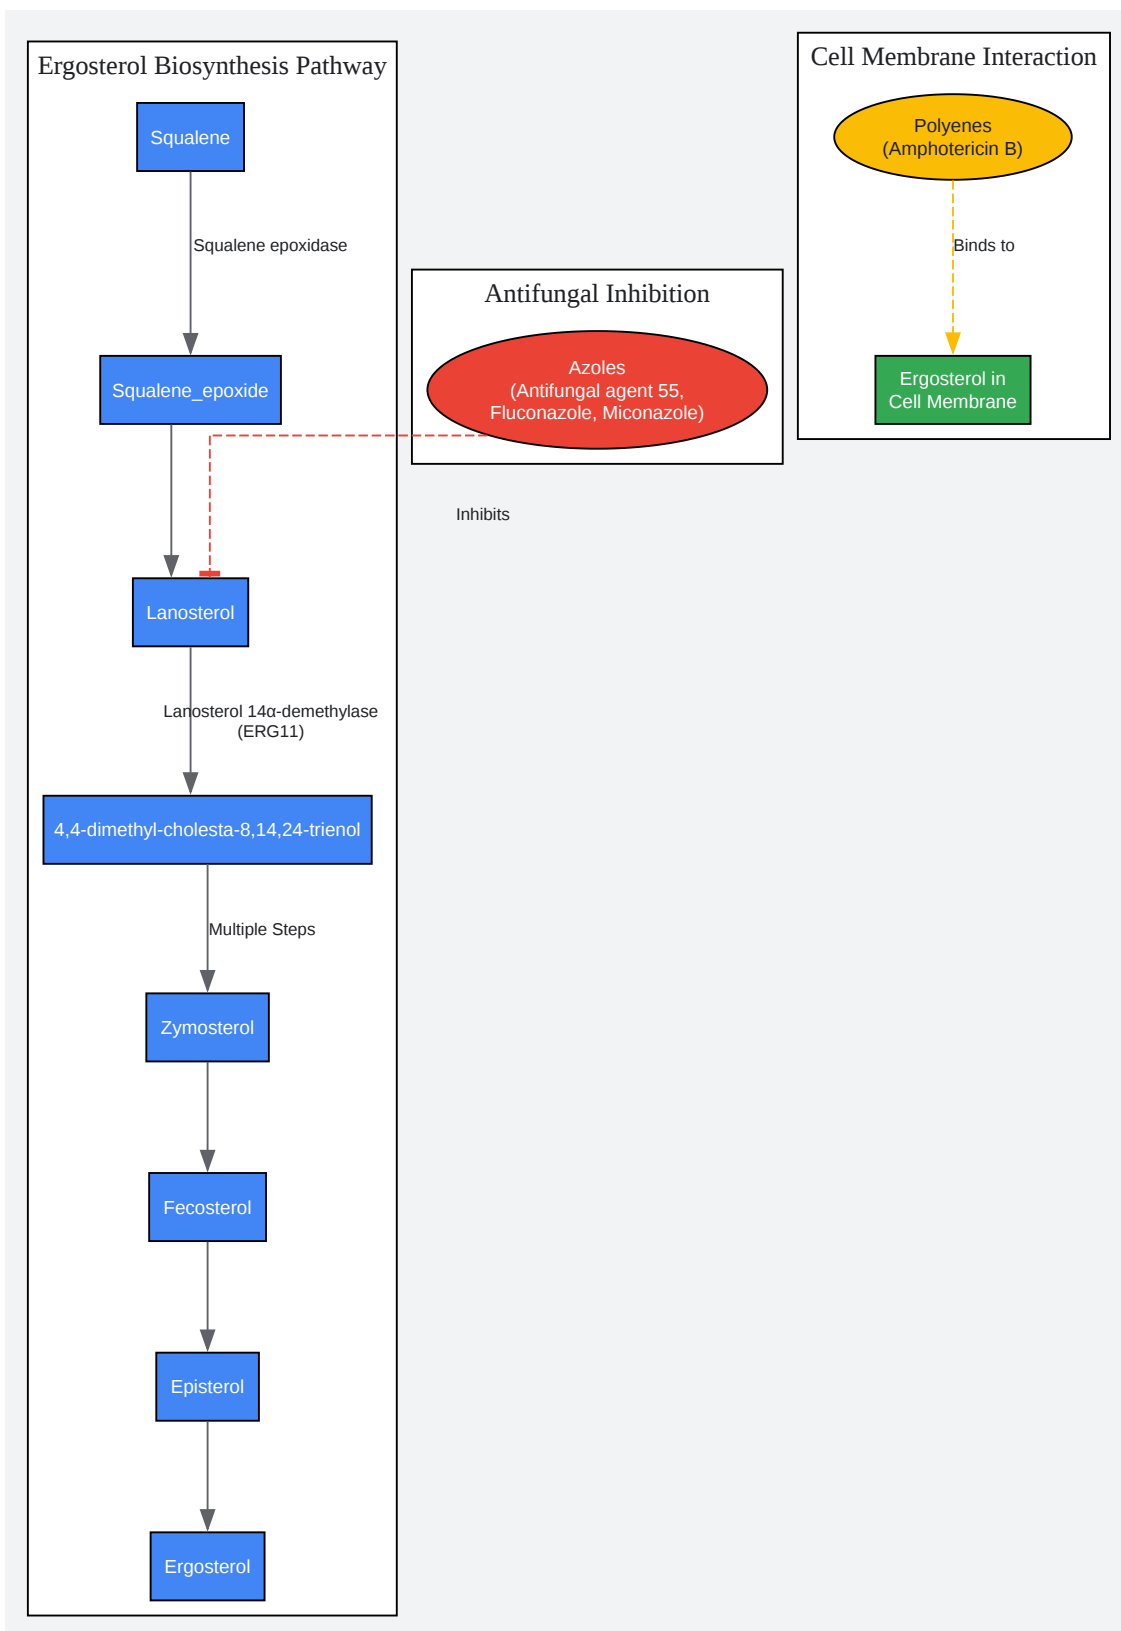 Ergosterol Biosynthesis Pathway
Squalene
Squalene epoxidase
Squalene_epoxide
Lanosterol
Lanosterol 14α-demethylase
(ERG11)
4,4-dimethyl-cholesta-8,14,24-trienol
Multiple Steps
Zymosterol
Fecosterol
Episterol
Ergosterol
Antifungal Inhibition
Azoles
(Antifungal agent 55,
Fluconazole, Miconazole)
Inhibits
Cell Membrane Interaction
Polyenes
(Amphotericin B)
Binds to
Ergosterol in
Cell Membrane